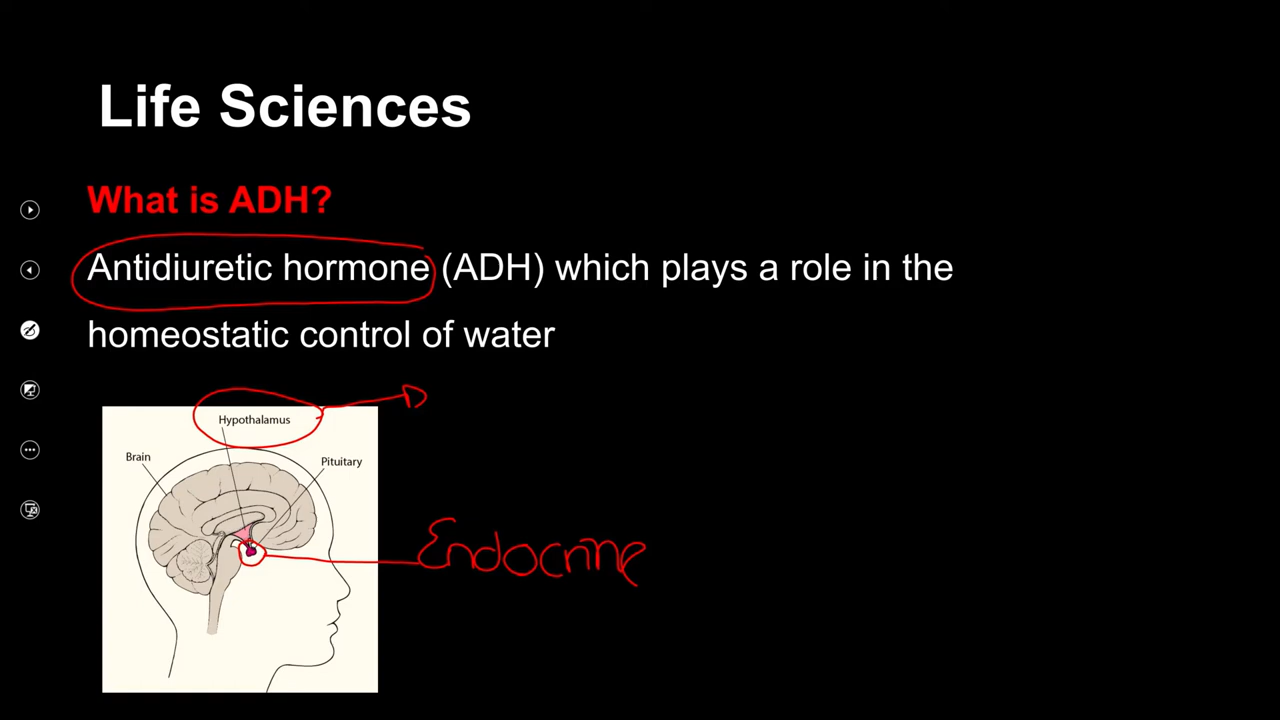 Life Sciences
What is ADH?
Antidiuretic hormone (ADH) which plays a role in the
homeostatic control of water
Hypothalamus
Brain
Pituitary
Endocrine